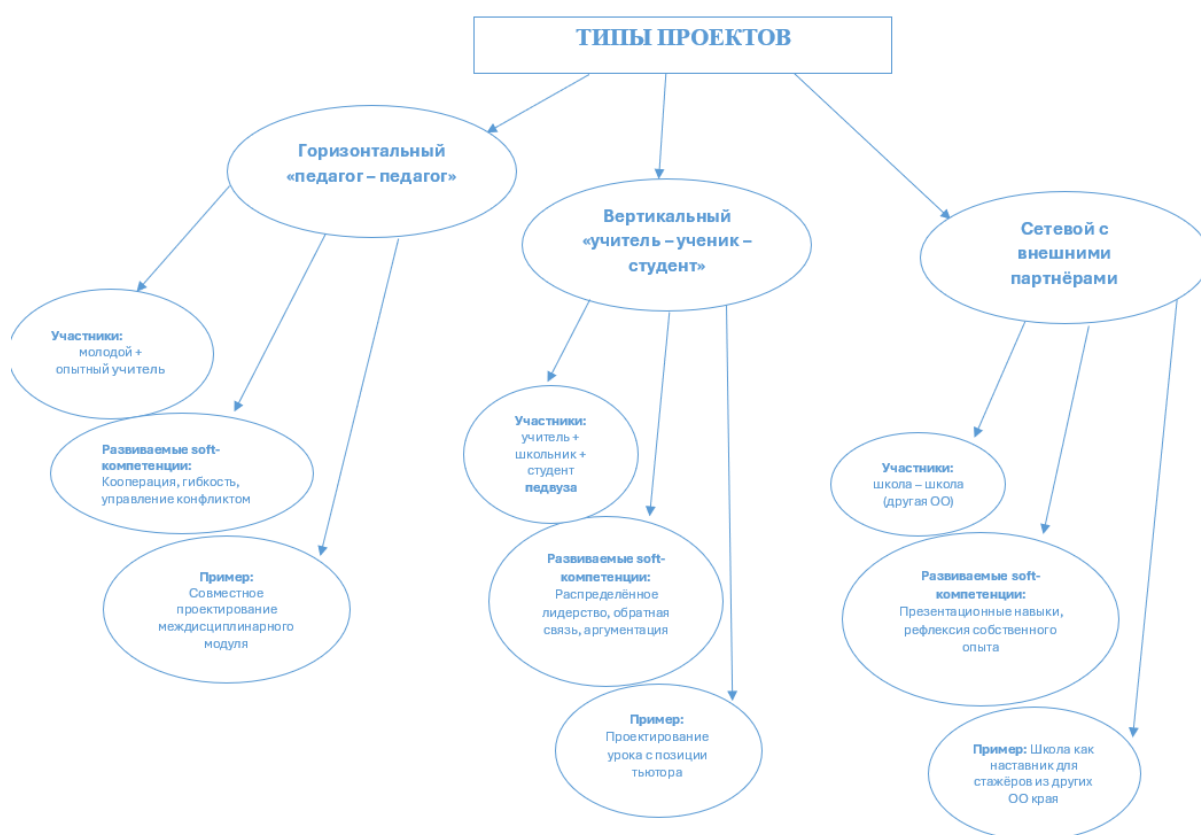 ТИПЫ ПРОЕКТОВ
Горизонтальный
«педагог – педагог»
Участники:
молодой +
опытный учитель
Развиваемые soft-
компетенции:
Кооперация, гибкость,
управление конфликтом
Пример:
Совместное
проектирование
междисциплинарного
модуля
Вертикальный
«учитель – ученик –
студент»
Участники:
учитель +
школьник +
студент
педвуза
Развиваемые soft-
компетенции:
Распределённое
лидерство, обратная
связь, аргументация
Пример:
Проектирование
урока с позиции
тьютора
Сетевой с
внешними
партнёрами
Участники:
школа – школа
(другая ОО)
Развиваемые soft-
компетенции:
Презентационные навыки,
рефлексия собственного
опыта
Пример: Школа как
наставник для
стажёров из других
ОО края